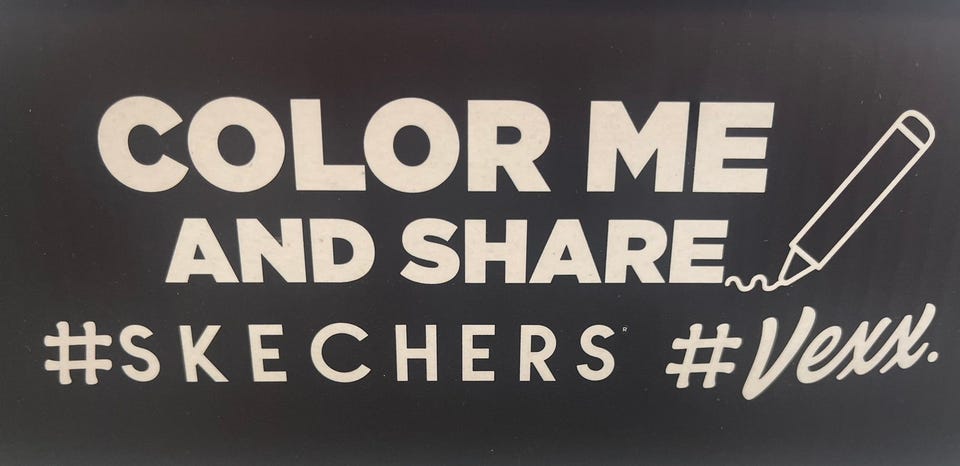 COLOR ME
AND SHARE
#SKECHERS® #Vexx.